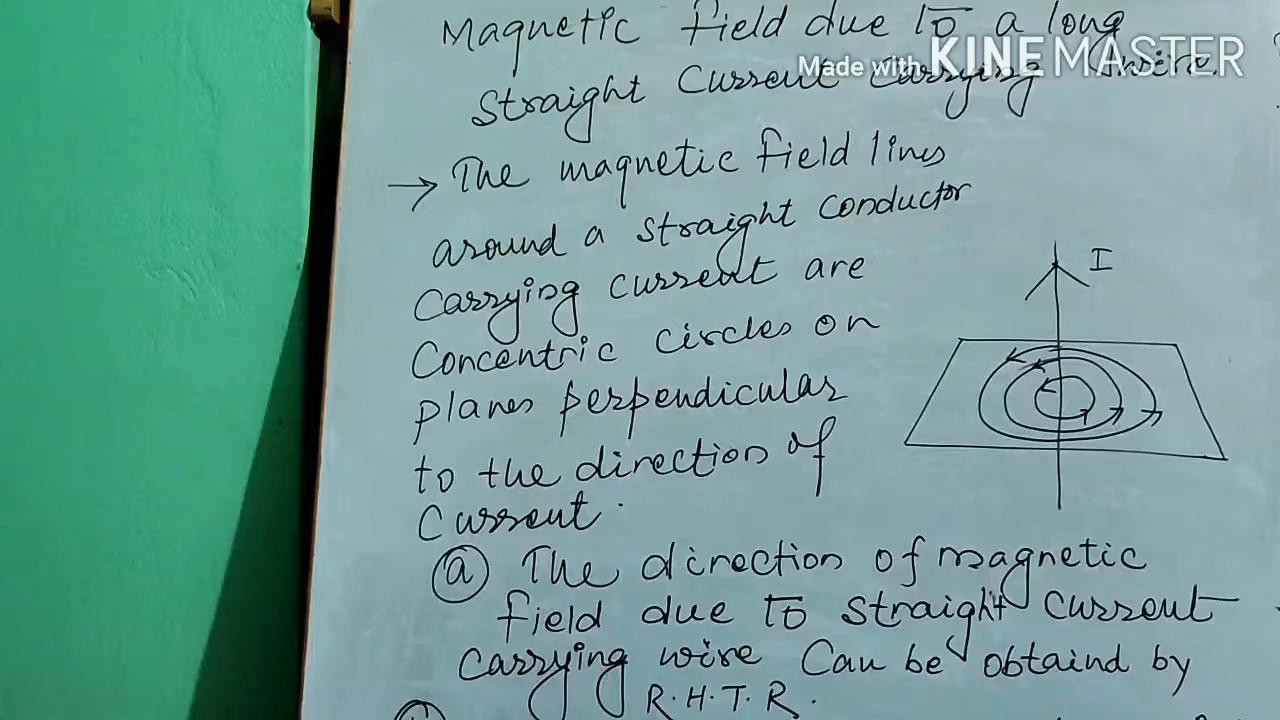 Magnetic field due to a long
Made with KINEMASTER
straight current carrying wire.
→ The magnetic field lines
around a straight conductor
carrying current are
Concentric circles on
planes perpendicular
to the direction of
Current.
I
(a) The direction of magnetic
field due to straight current
carrying wire can be obtaind by
R.H.T.R.